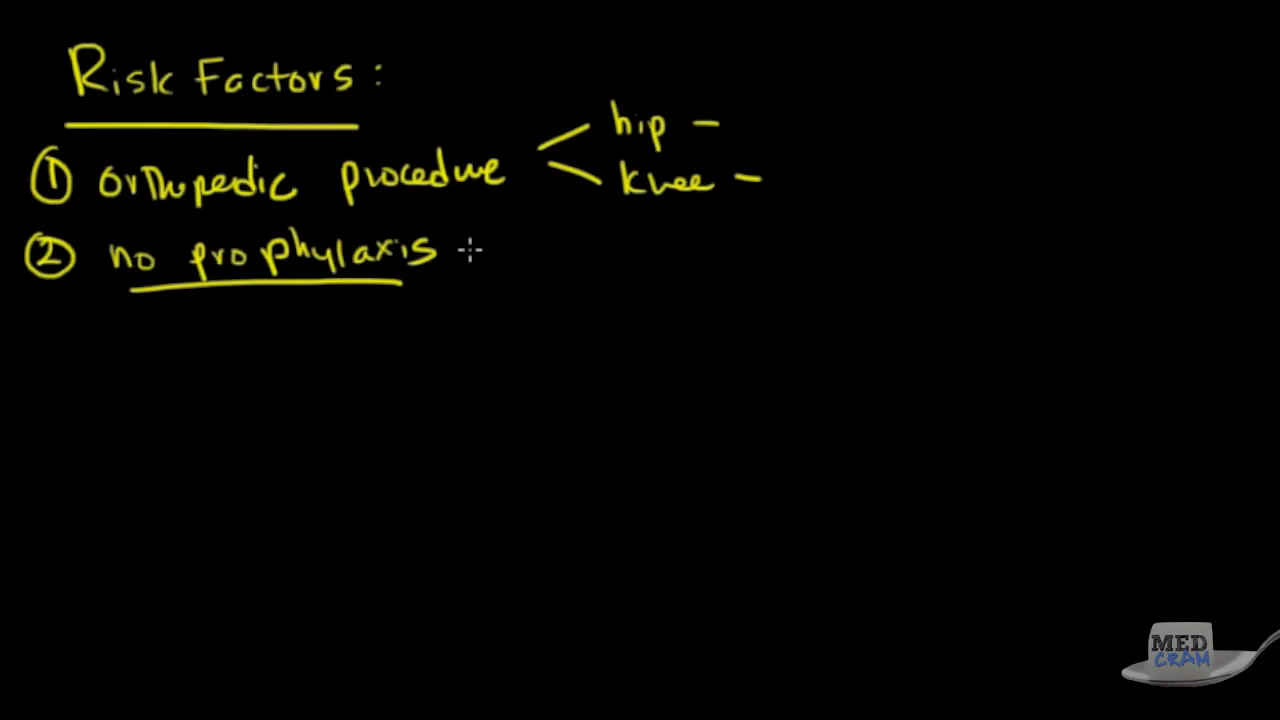 Risk Factors:
① orthopedic procedure < hip -
knee -
② no prophylaxis
MED
CRAM